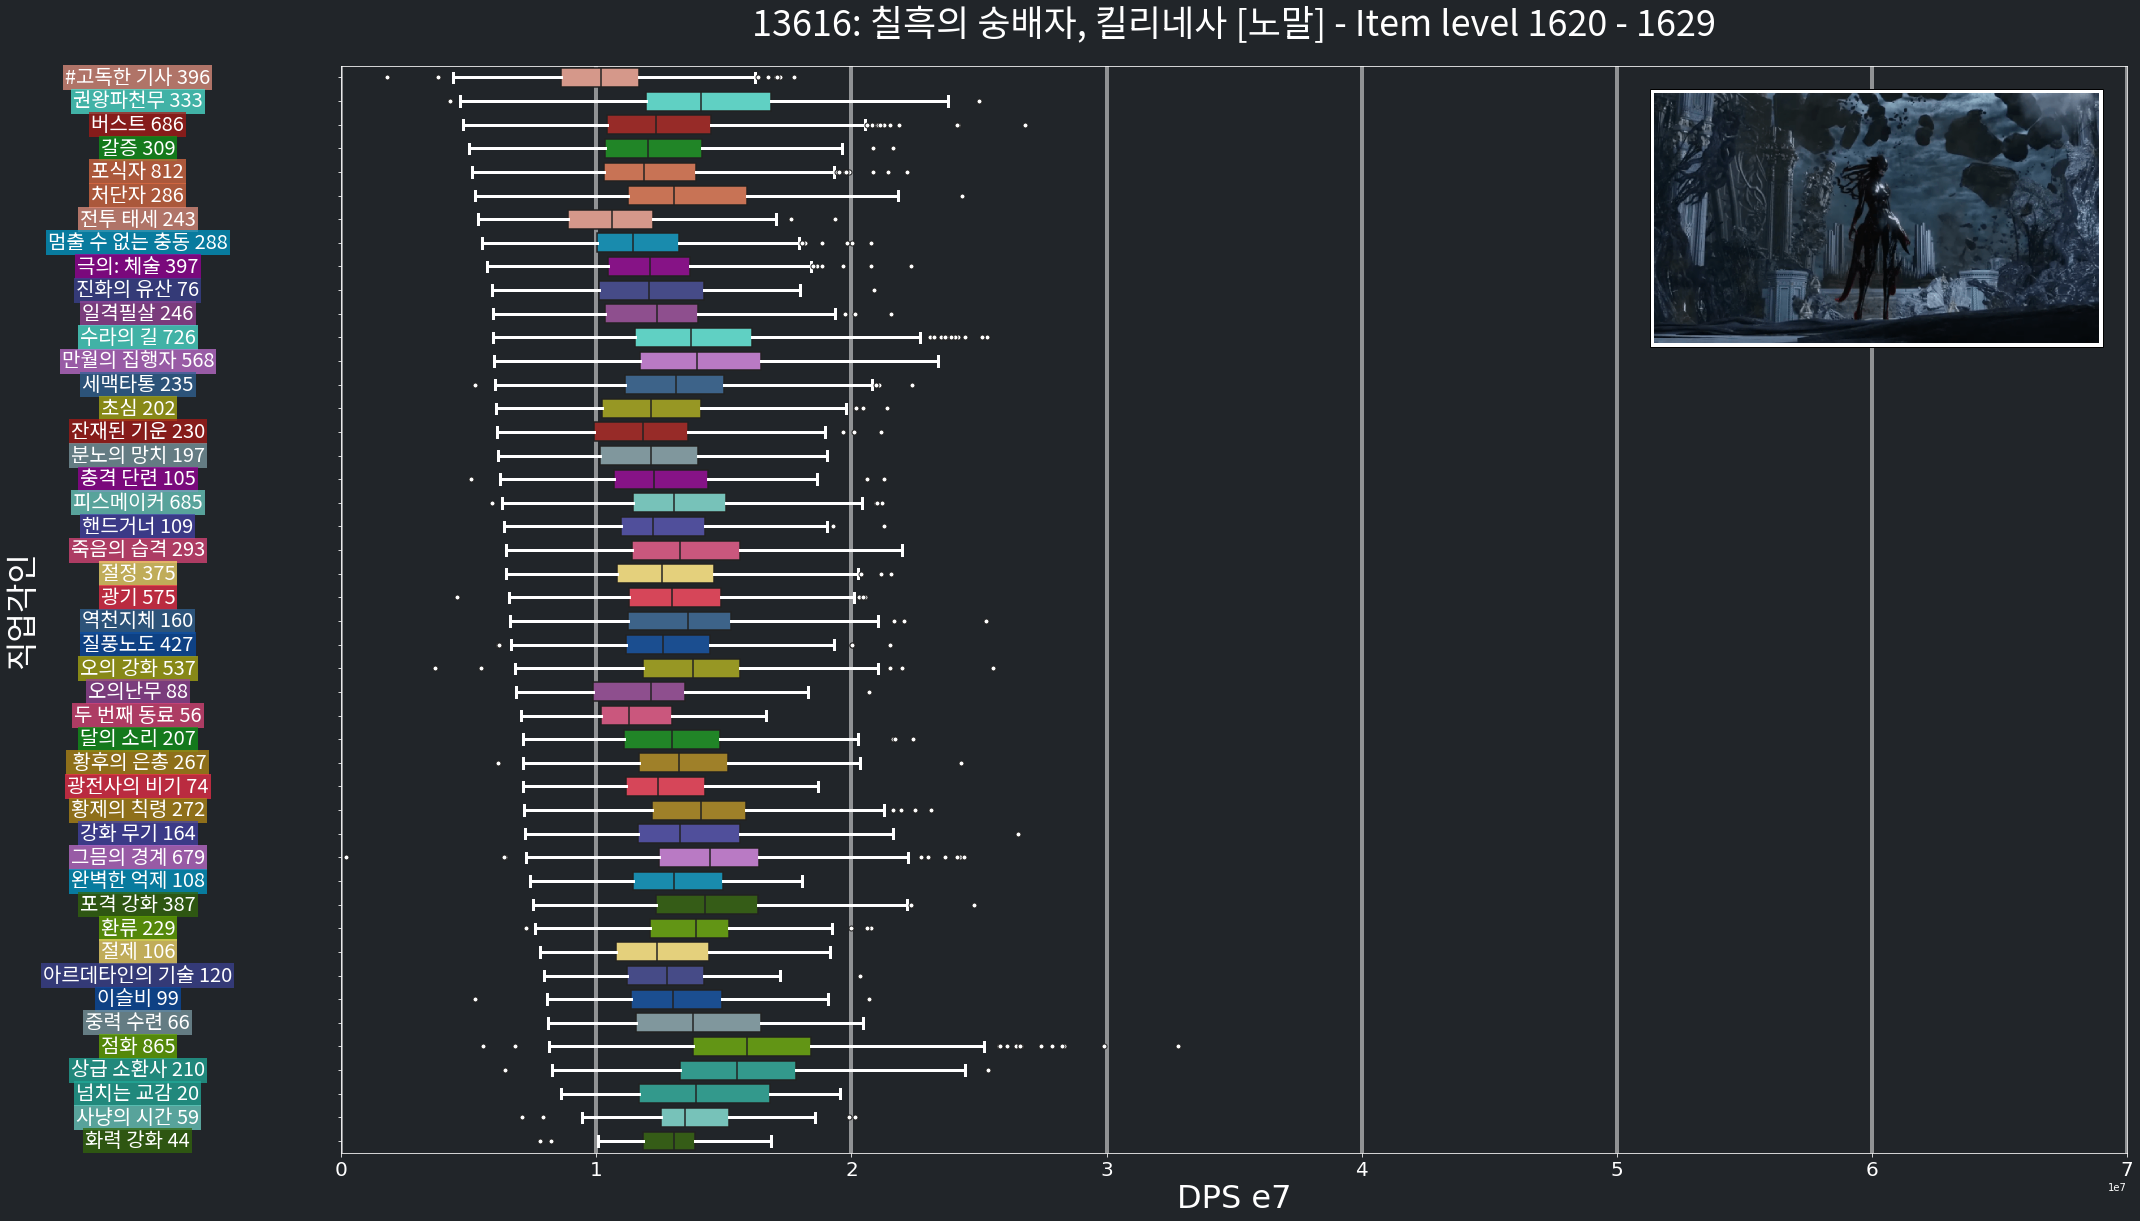 13616: 칠흑의 숭배자, 킬리네사 [노말] - Item level 1620 - 1629
#고독한 기사 396
권왕파천무 333
버스트 686
갈증 309
포식자 812
처단자 286
전투 태세 243
멈출 수 없는 충동 288
극의: 체술 397
진화의 유산 76
일격필살 246
수라의 길 726
만월의 집행자 568
세맥타통 235
초심 202
잔재된 기운 230
분노의 망치 197
충격 단련 105
피스메이커 685
핸드거너 109
죽음의 습격 293
절정 375
광기 575
역천지체 160
질풍노도 427
오의 강화 537
오의난무 88
두 번째 동료 56
달의 소리 207
황후의 은총 267
광전사의 비기 74
황제의 칙령 272
강화 무기 164
그믐의 경계 679
완벽한 억제 108
포격 강화 387
환류 229
절제 106
아르데타인의 기술 120
이슬비 99
중력 수련 66
점화 865
상급 소환사 210
넘치는 교감 20
사냥의 시간 59
화력 강화 44
직업각인
0 1 2 3 4 5 6 7
DPS e7
1e7